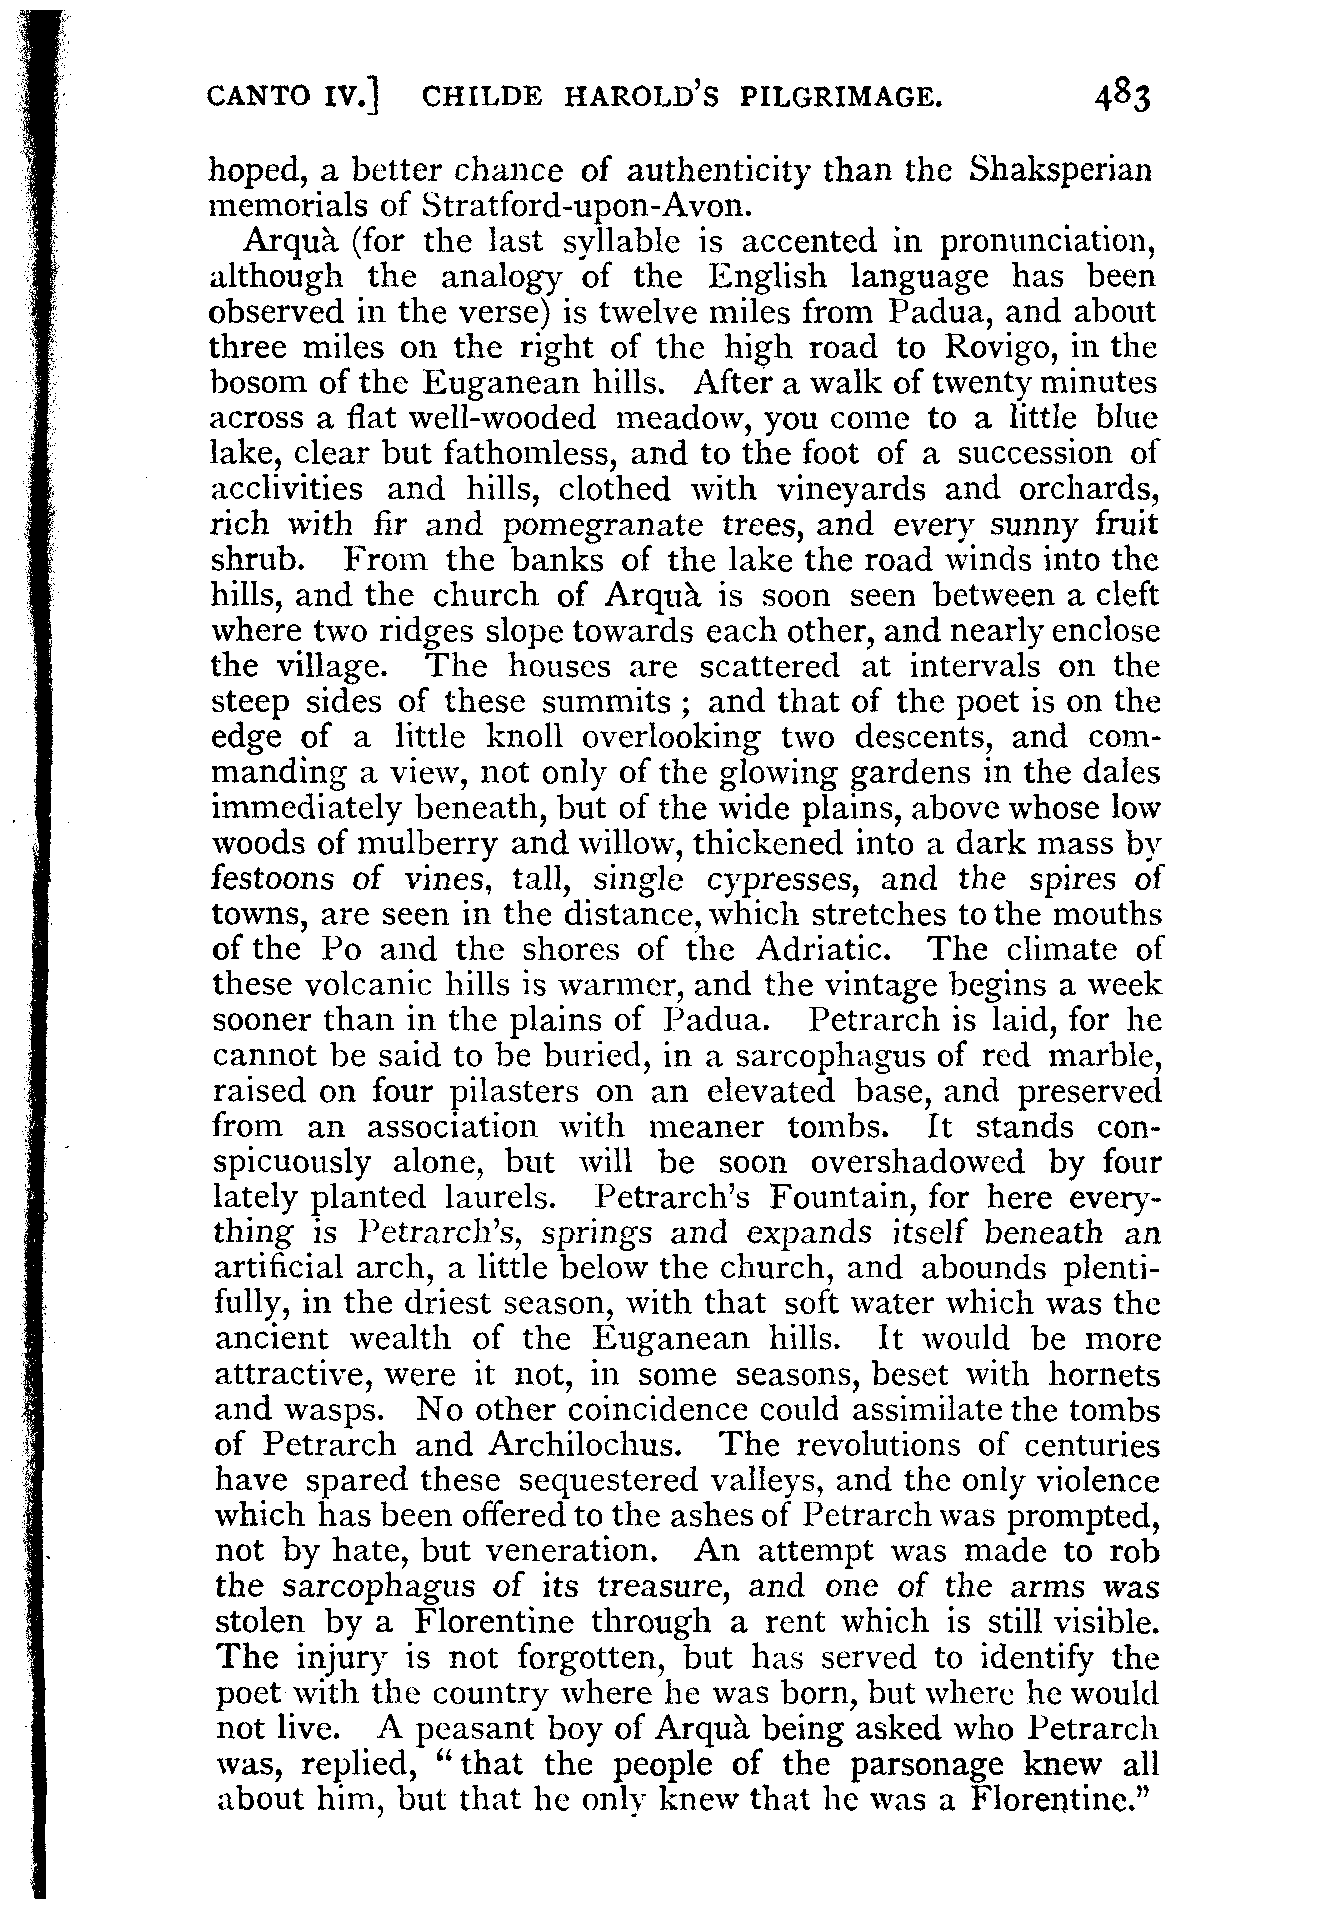 CANTO IV.] CHILDE HAROLD'S PILGRIMAGE. 483
hoped, a better chance of authenticity than the Shaksperian
memorials of Stratford-upon-Avon.
Arquà (for the last syllable is accented in pronunciation,
although the analogy of the English language has been
observed in the verse) is twelve miles from Padua, and about
three miles on the right of the high road to Rovigo, in the
bosom of the Euganean hills. After a walk of twenty minutes
across a flat well-wooded meadow, you come to a little blue
lake, clear but fathomless, and to the foot of a succession of
acclivities and hills, clothed with vineyards and orchards,
rich with fir and pomegranate trees, and every sunny fruit
shrub. From the banks of the lake the road winds into the
hills, and the church of Arquà is soon seen between a cleft
where two ridges slope towards each other, and nearly enclose
the village. The houses are scattered at intervals on the
steep sides of these summits ; and that of the poet is on the
edge of a little knoll overlooking two descents, and com-
manding a view, not only of the glowing gardens in the dales
immediately beneath, but of the wide plains, above whose low
woods of mulberry and willow, thickened into a dark mass by
festoons of vines, tall, single cypresses, and the spires of
towns, are seen in the distance, which stretches to the mouths
of the Po and the shores of the Adriatic. The climate of
these volcanic hills is warmer, and the vintage begins a week
sooner than in the plains of Padua. Petrarch is laid, for he
cannot be said to be buried, in a sarcophagus of red marble,
raised on four pilasters on an elevated base, and preserved
from an association with meaner tombs. It stands con-
spicuously alone, but will be soon overshadowed by four
lately planted laurels. Petrarch's Fountain, for here every-
thing is Petrarch's, springs and expands itself beneath an
artificial arch, a little below the church, and abounds plenti-
fully, in the driest season, with that soft water which was the
ancient wealth of the Euganean hills. It would be more
attractive, were it not, in some seasons, beset with hornets
and wasps. No other coincidence could assimilate the tombs
of Petrarch and Archilochus. The revolutions of centuries
have spared these sequestered valleys, and the only violence
which has been offered to the ashes of Petrarch was prompted,
not by hate, but veneration. An attempt was made to rob
the sarcophagus of its treasure, and one of the arms was
stolen by a Florentine through a rent which is still visible.
The injury is not forgotten, but has served to identify the
poet with the country where he was born, but where he would
not live. A peasant boy of Arquà being asked who Petrarch
was, replied, "that the people of the parsonage knew all
about him, but that he only knew that he was a Florentine."